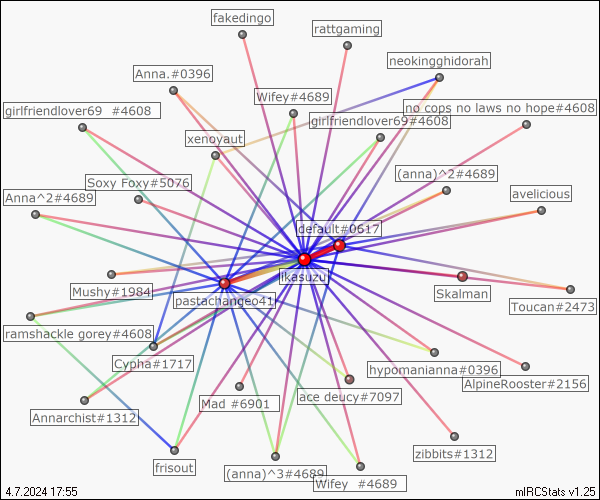 fakedingo
rattgaming
neokingghidorah
Anna.#0396
Wifey#4689
no cops no laws no hope#4608
girlfriendlover69 #4608
girlfriendlover69#4608
xenoyaut
(anna)^2#4689
Soxy Foxy#5076
avelicious
Anna^2#4689
default#0617
Ikasuzu
Mushy#1984
Skalman
pastachangeo41
Toucan#2473
ramshackle gorey#4608
Cypha#1717
hypomanianna#0396
AlpineRooster#2156
ace deucy#7097
Mad #6901
Annarchist#1312
zibbits#1312
frisout
(anna)^3#4689
Wifey #4689
4.7.2024 17:55
mIRCStats v1.25